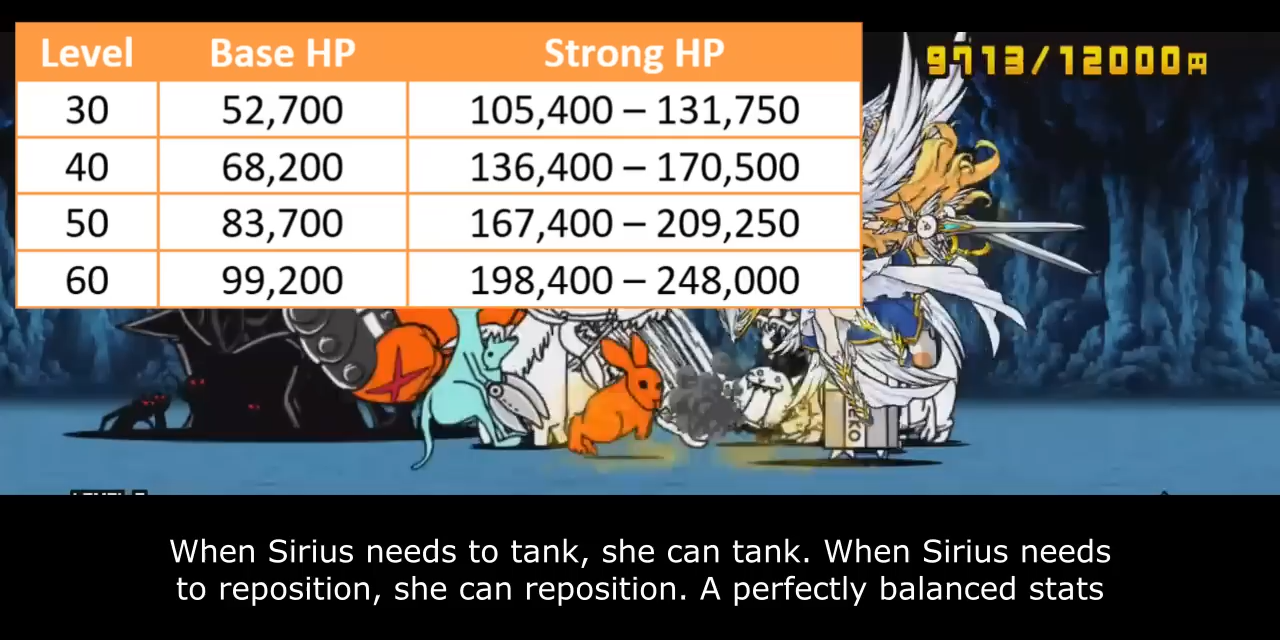 Level Base HP Strong HP
30 52,700 105,400 – 131,750
40 68,200 136,400 – 170,500
50 83,700 167,400 – 209,250
60 99,200 198,400 – 248,000
9713/12000円
When Sirius needs to tank, she can tank. When Sirius needs
to reposition, she can reposition. A perfectly balanced stats